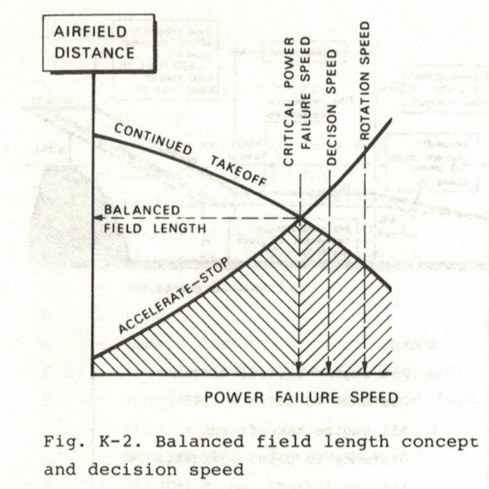 AIRFIELD
DISTANCE
CRITICAL POWER
FAILURE SPEED
DECISON SPEED
ROTATION SPEED
CONTINUED TAKEOFF
BALANCED
FIELD LENGTH
ACCELERATE-STOP
POWER FAILURE SPEED
Fig. K-2. Balanced field length concept
and decision speed